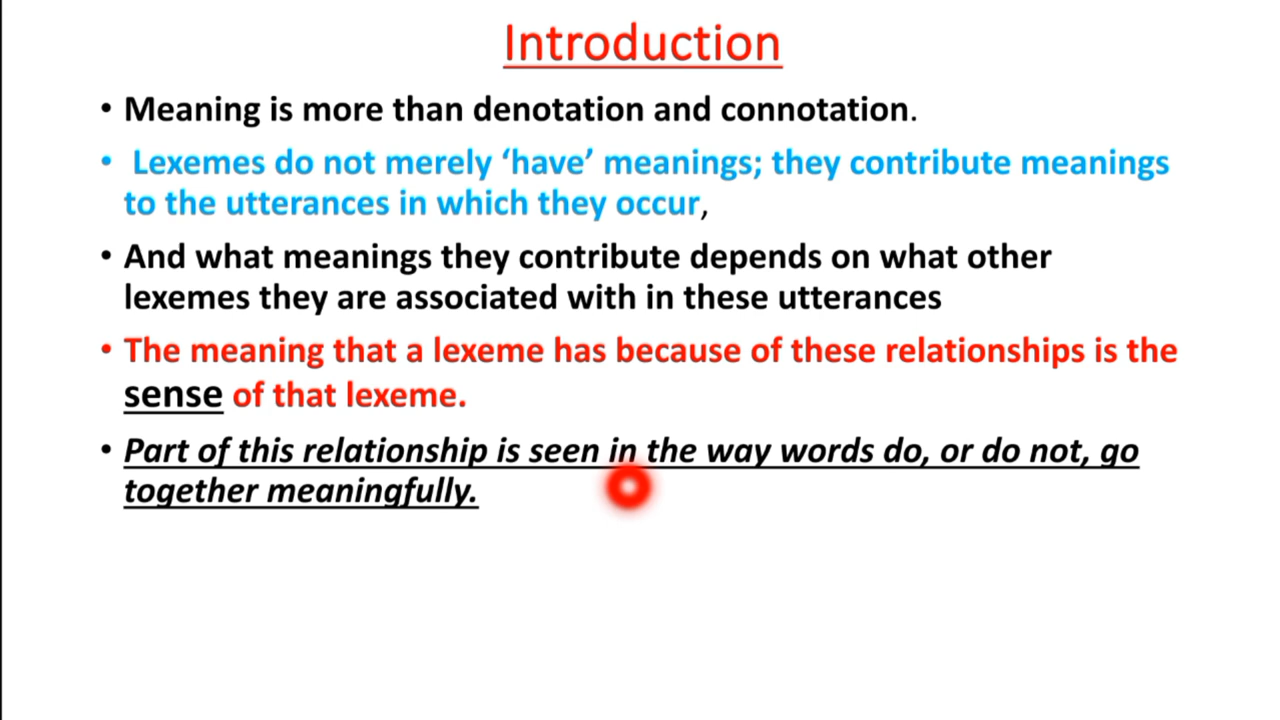 Introduction
• Meaning is more than denotation and connotation.
• Lexemes do not merely ‘have’ meanings; they contribute meanings
to the utterances in which they occur,
• And what meanings they contribute depends on what other
lexemes they are associated with in these utterances
• The meaning that a lexeme has because of these relationships is the
sense of that lexeme.
• Part of this relationship is seen in the way words do, or do not, go
together meaningfully.